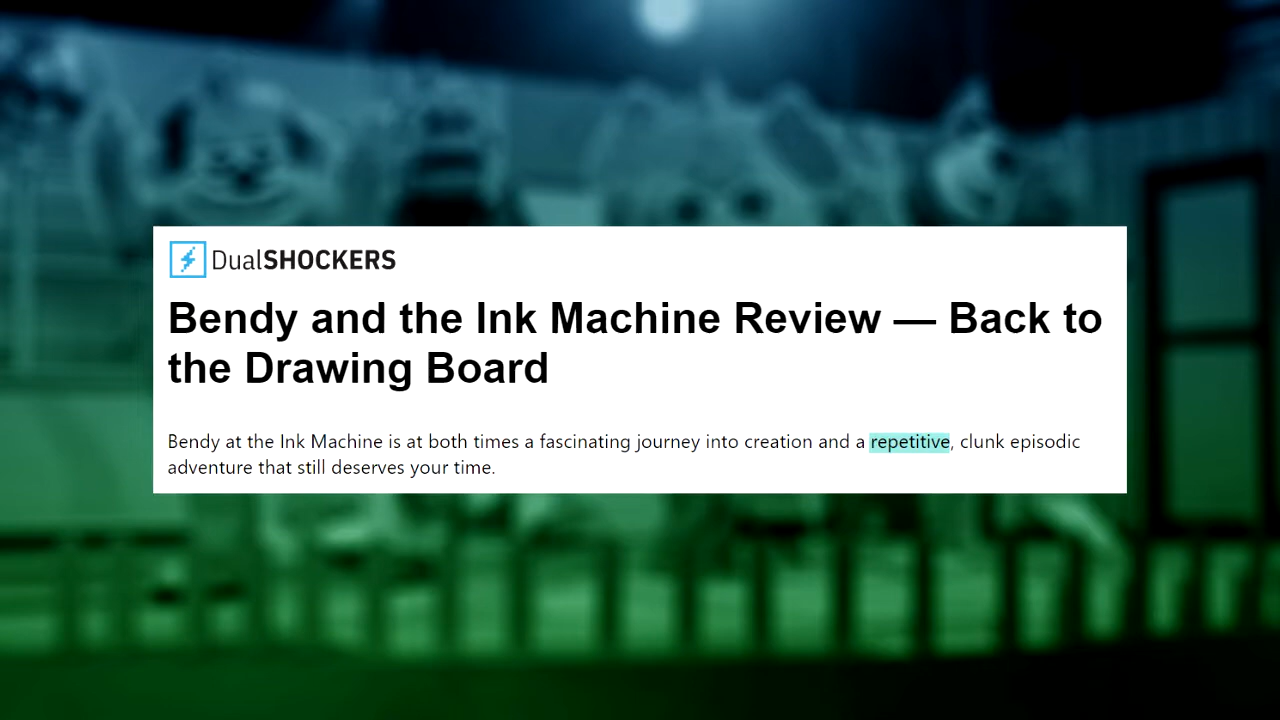 DualSHOCKERS
Bendy and the Ink Machine Review — Back to
the Drawing Board
Bendy at the Ink Machine is at both times a fascinating journey into creation and a repetitive, clunk episodic
adventure that still deserves your time.